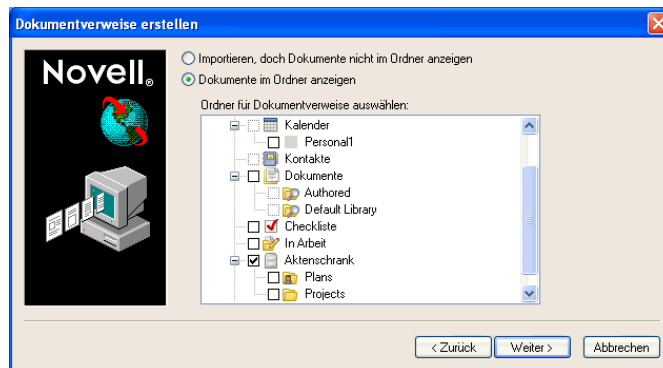 Dokumentverweise erstellen
Novell®
Importieren, doch Dokumente nicht im Ordner anzeigen
Dokumente im Ordner anzeigen
Ordner für Dokumentverweise auswählen:
Kalender
Personal1
Kontakte
Dokumente
Authored
Default Library
Checkliste
In Arbeit
Aktenschrank
Plans
Projects
< Zurück Weiter > Abbrechen